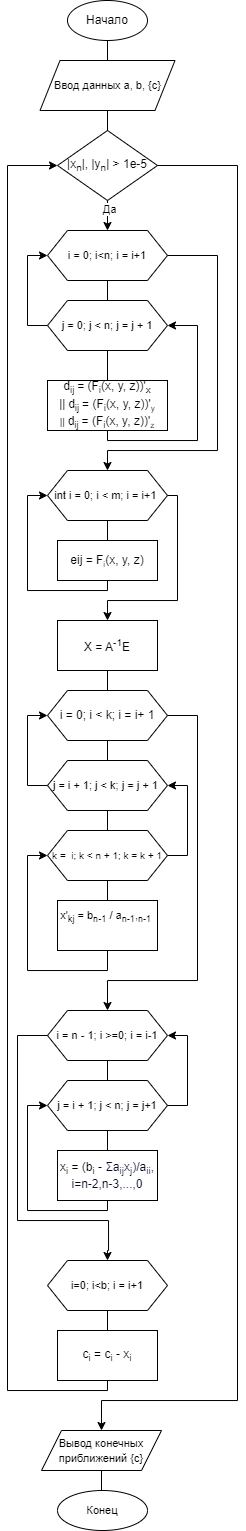 Начало
Ввод данных a, b, {c}
|xn|, |yn| > 1e-5
Да
i = 0; i<n; i = i+1
j = 0; j < n; j = j + 1
dij = (Fi(x, y, z))'x
|| dij = (Fi(x, y, z))'y
|| dij = (Fi(x, y, z))'z
int i = 0; i < m; i = i+1
eij = Fi(x, y, z)
X = A-1E
i = 0; i < k; i = i+ 1
j = i + 1; j < k; j = j + 1
k = i; k < n + 1; k = k + 1
x'kj = bn-1 / an-1,n-1
i = n - 1; i >=0; i = i-1
j = i + 1; j < n; j = j+1
xi = (bi - Σaijxj)/aii,
i=n-2,n-3,...,0
i=0; i<b; i = i+1
ci = ci - xi
Вывод конечных
приближений {c}
Конец